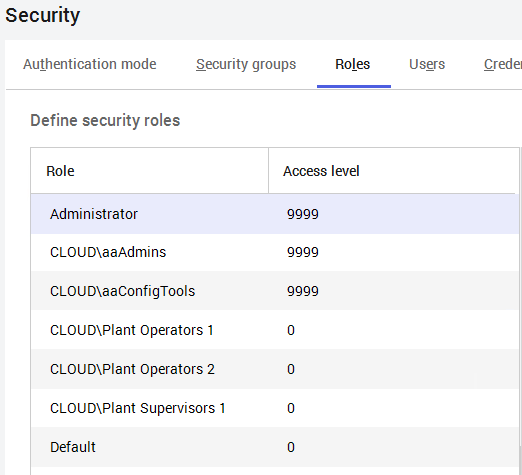 Security
Authentication mode Security groups Roles Users Creder
Define security roles
Role Access level
Administrator 9999
CLOUD\aaAdmins 9999
CLOUD\aaConfigTools 9999
CLOUD\Plant Operators 1 0
CLOUD\Plant Operators 2 0
CLOUD\Plant Supervisors 1 0
Default 0